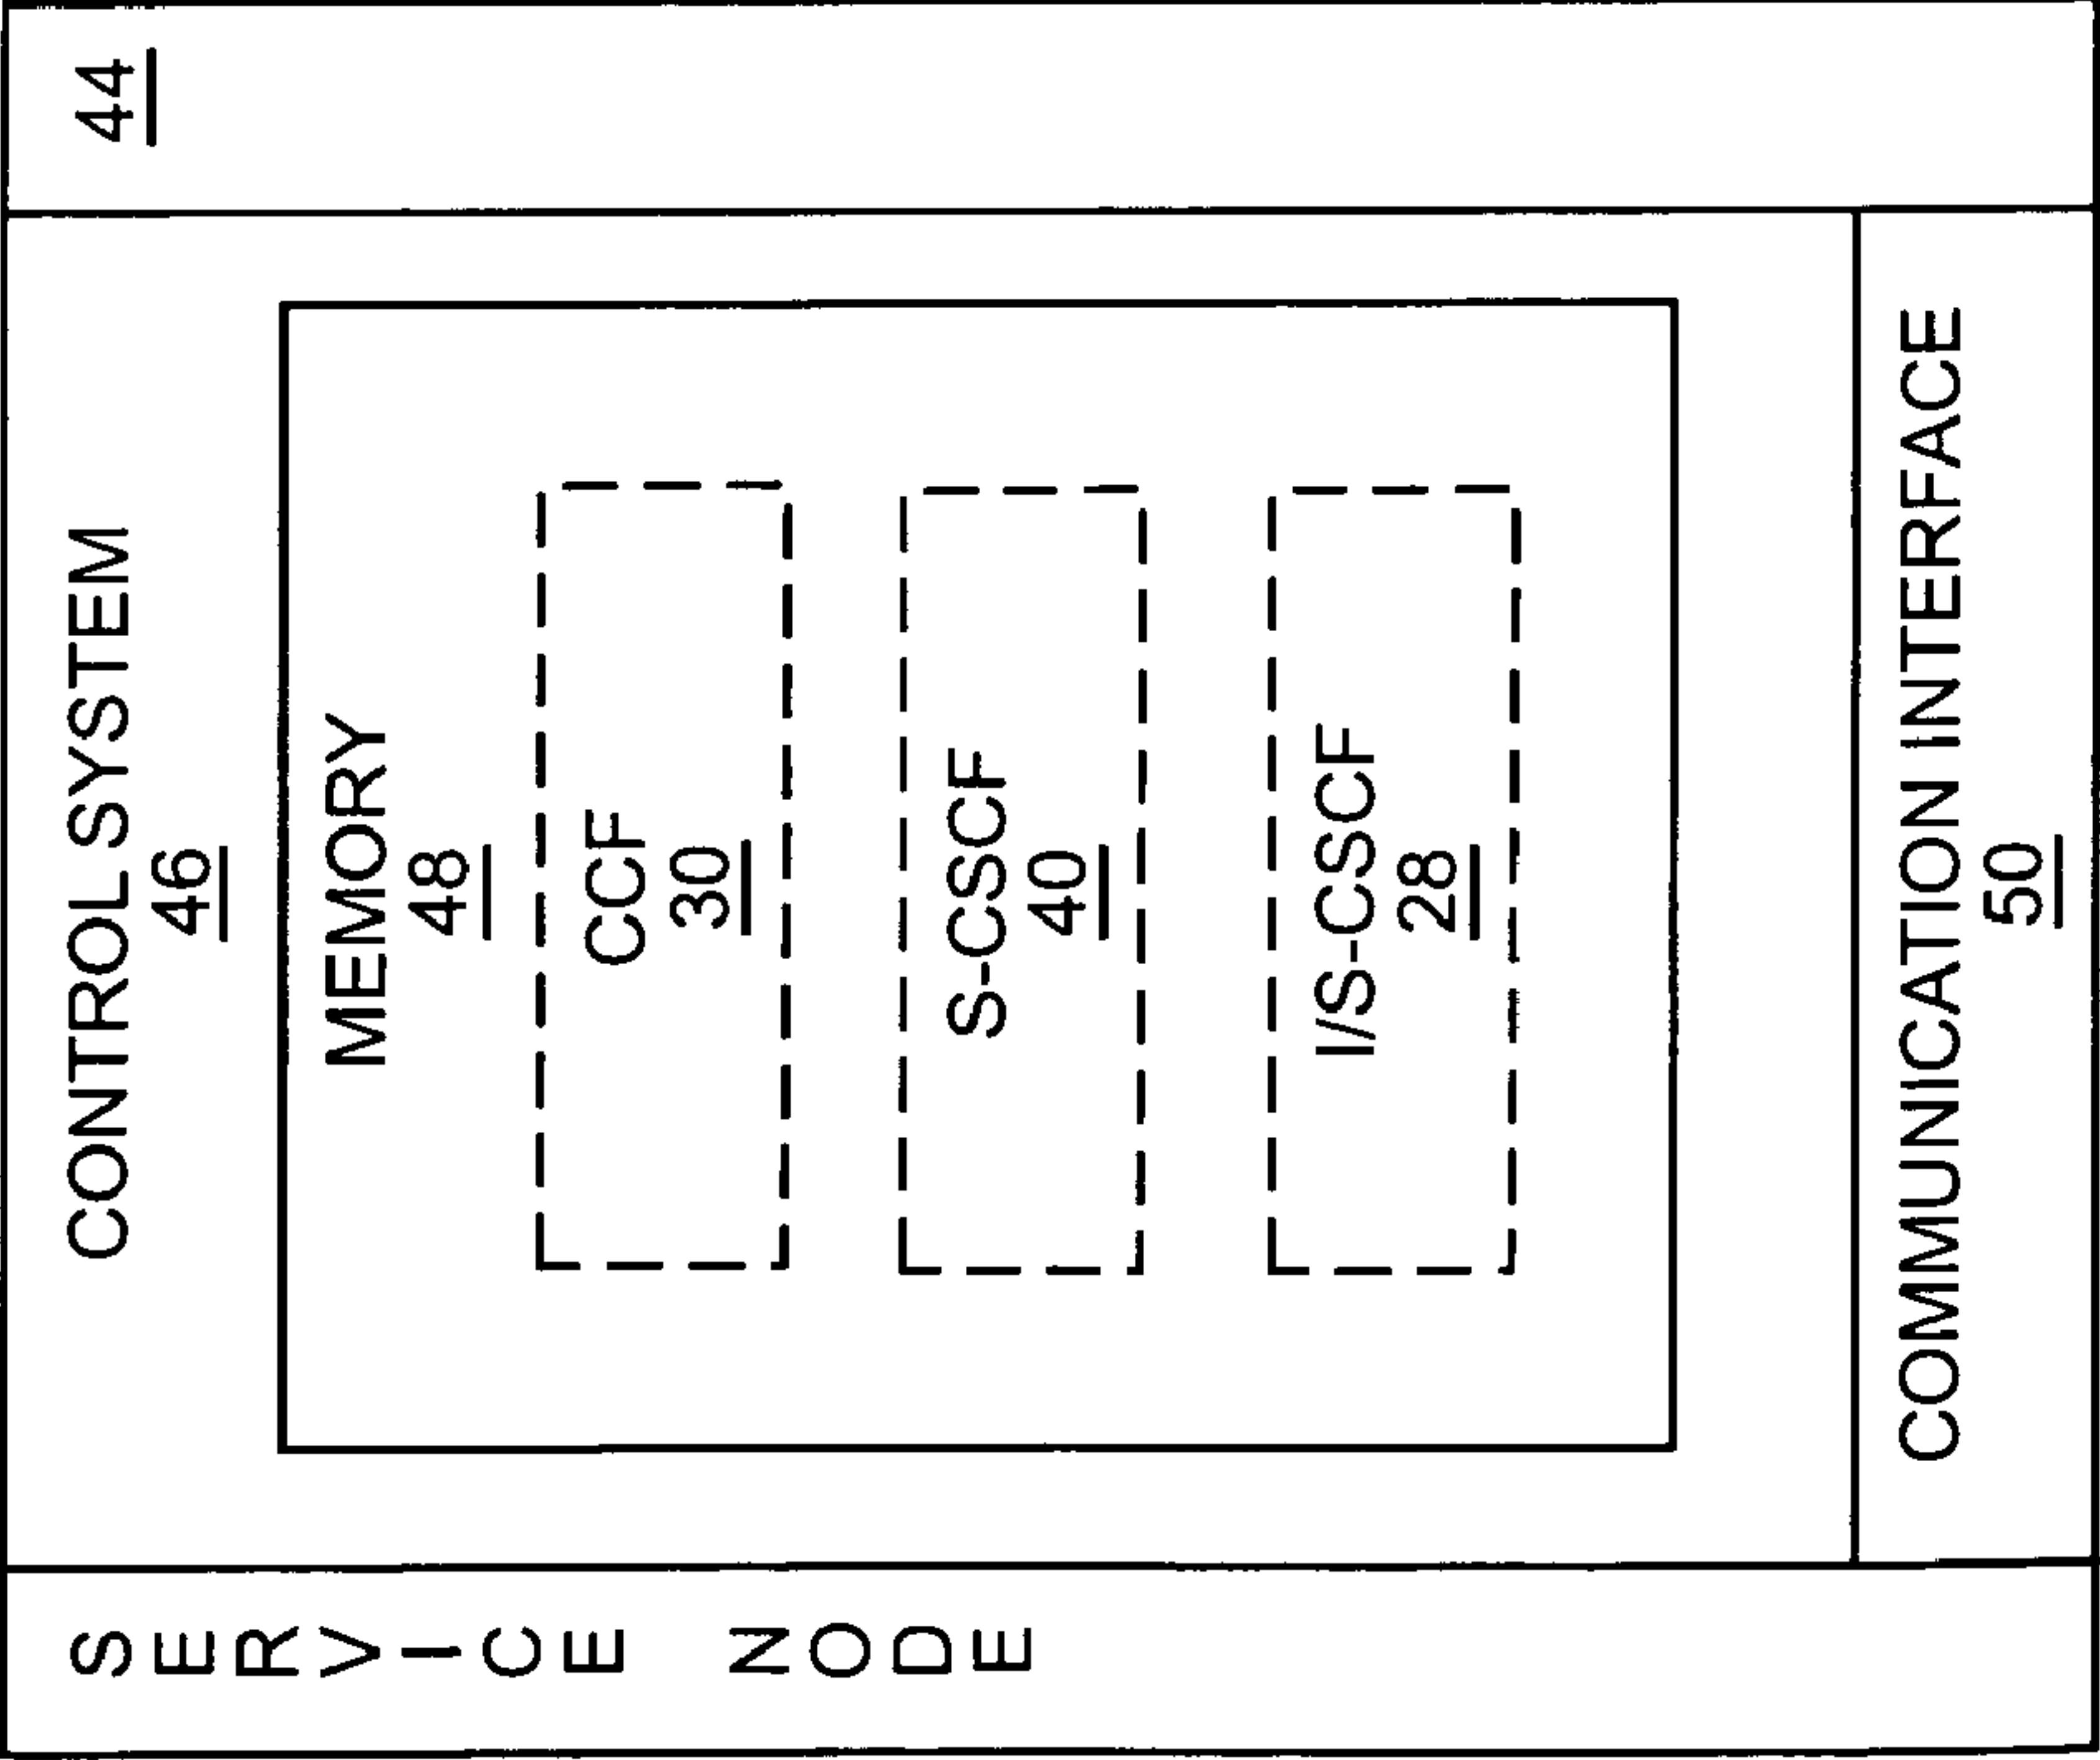 SERVICE NODE
CONTROL SYSTEM
46
MEMORY
48
CCF
30
S-CSCF
40
I/S-CSCF
28
COMMUNICATION INTERFACE
50
44